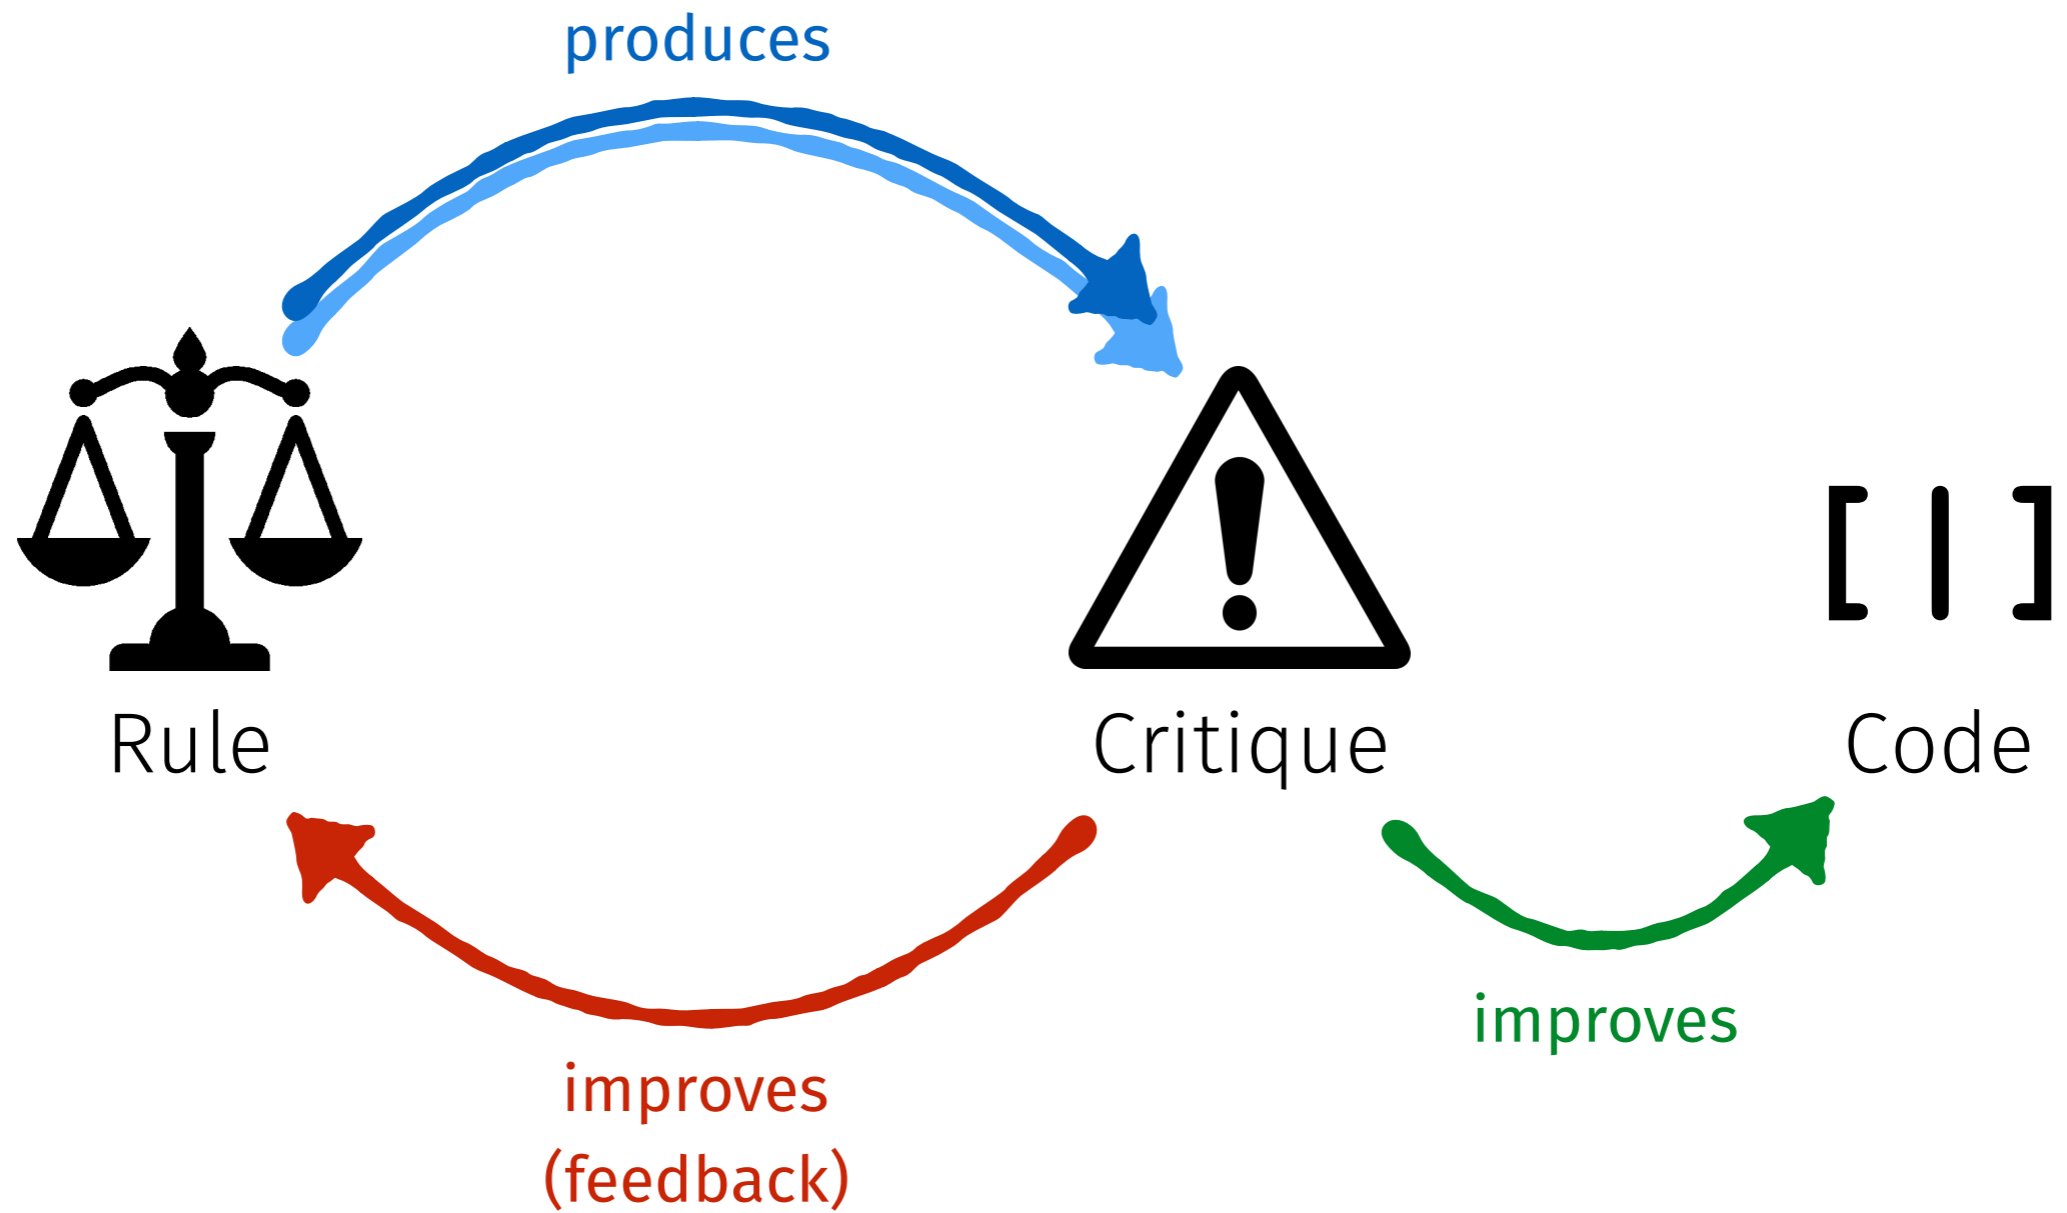 produces
[|]
Rule
Critique
Code
improves
improves
(feedback)